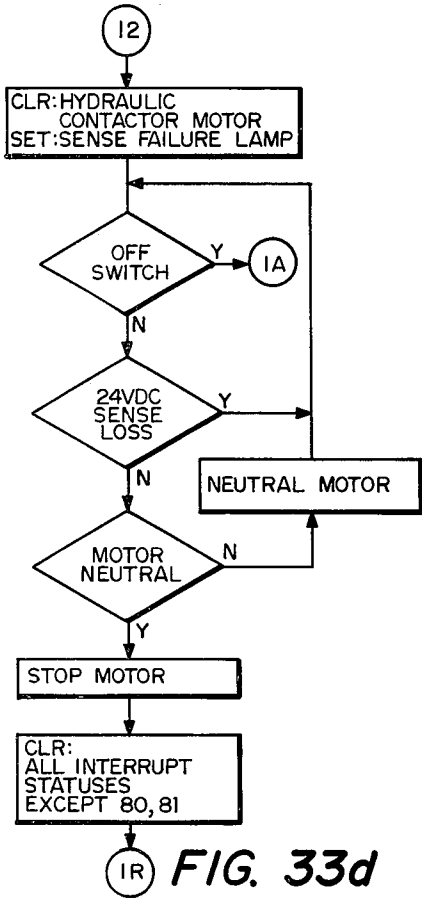 12
CLR:HYDRAULIC
CONTACTOR MOTOR
SET:SENSE FAILURE LAMP
OFF
SWITCH
Y
1A
N
24VDC
SENSE
LOSS
Y
N
NEUTRAL MOTOR
MOTOR
NEUTRAL
N
Y
STOP MOTOR
CLR:
ALL INTERRUPT
STATUSES
EXCEPT 80,81
1R
FIG. 33d